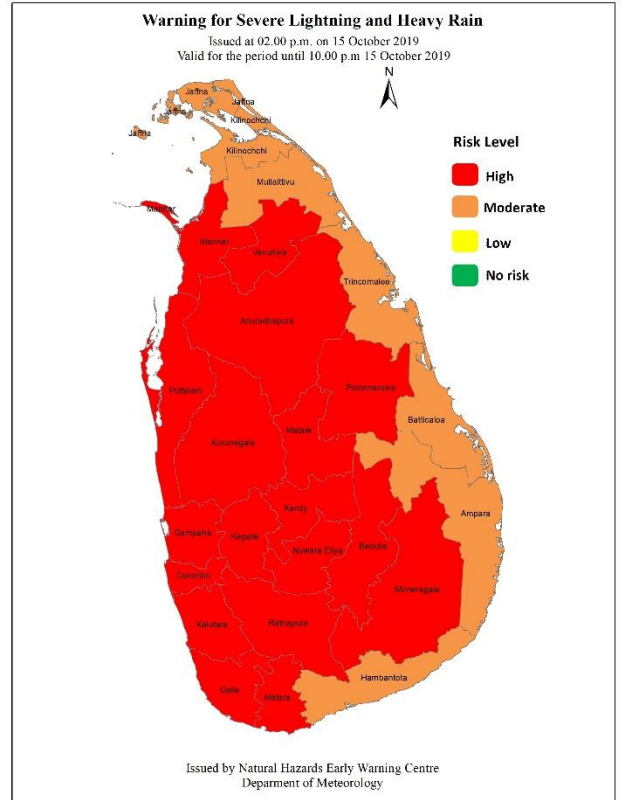 Warning for Severe Lightning and Heavy Rain
Issued at 02.00 p.m. on 15 October 2019
Valid for the period until 10.00 p.m 15 October 2019
N
Jaffna
Jaffna
Jaffna
Kilinochchi
Jaffna
Kilinochchi
Mullaittivu
Mannar
Mannar
Vavuniya
Trincomalee
Anuradhapura
Polonnaruwa
Puttalam
Batticaloa
Matale
Kurunegala
Kandy
Ampara
Gampaha
Kegalle
Nuwara Eliya
Badulla
Colombo
Moneragala
Kalutara
Ratnapura
Hambantota
Galle
Matara
Risk Level
High
Moderate
Low
No risk
Issued by Natural Hazards Early Warning Centre
Deparment of Meteorology